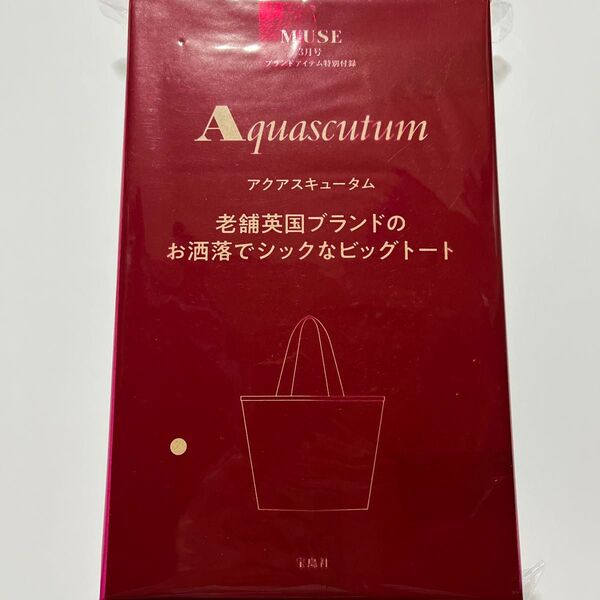 MUSE
3月号
ブランドアイテム特別付録
Aquascutum
アクアスキュータム
老舗英国ブランドの
お洒落でシックなビッグトート
宝島社